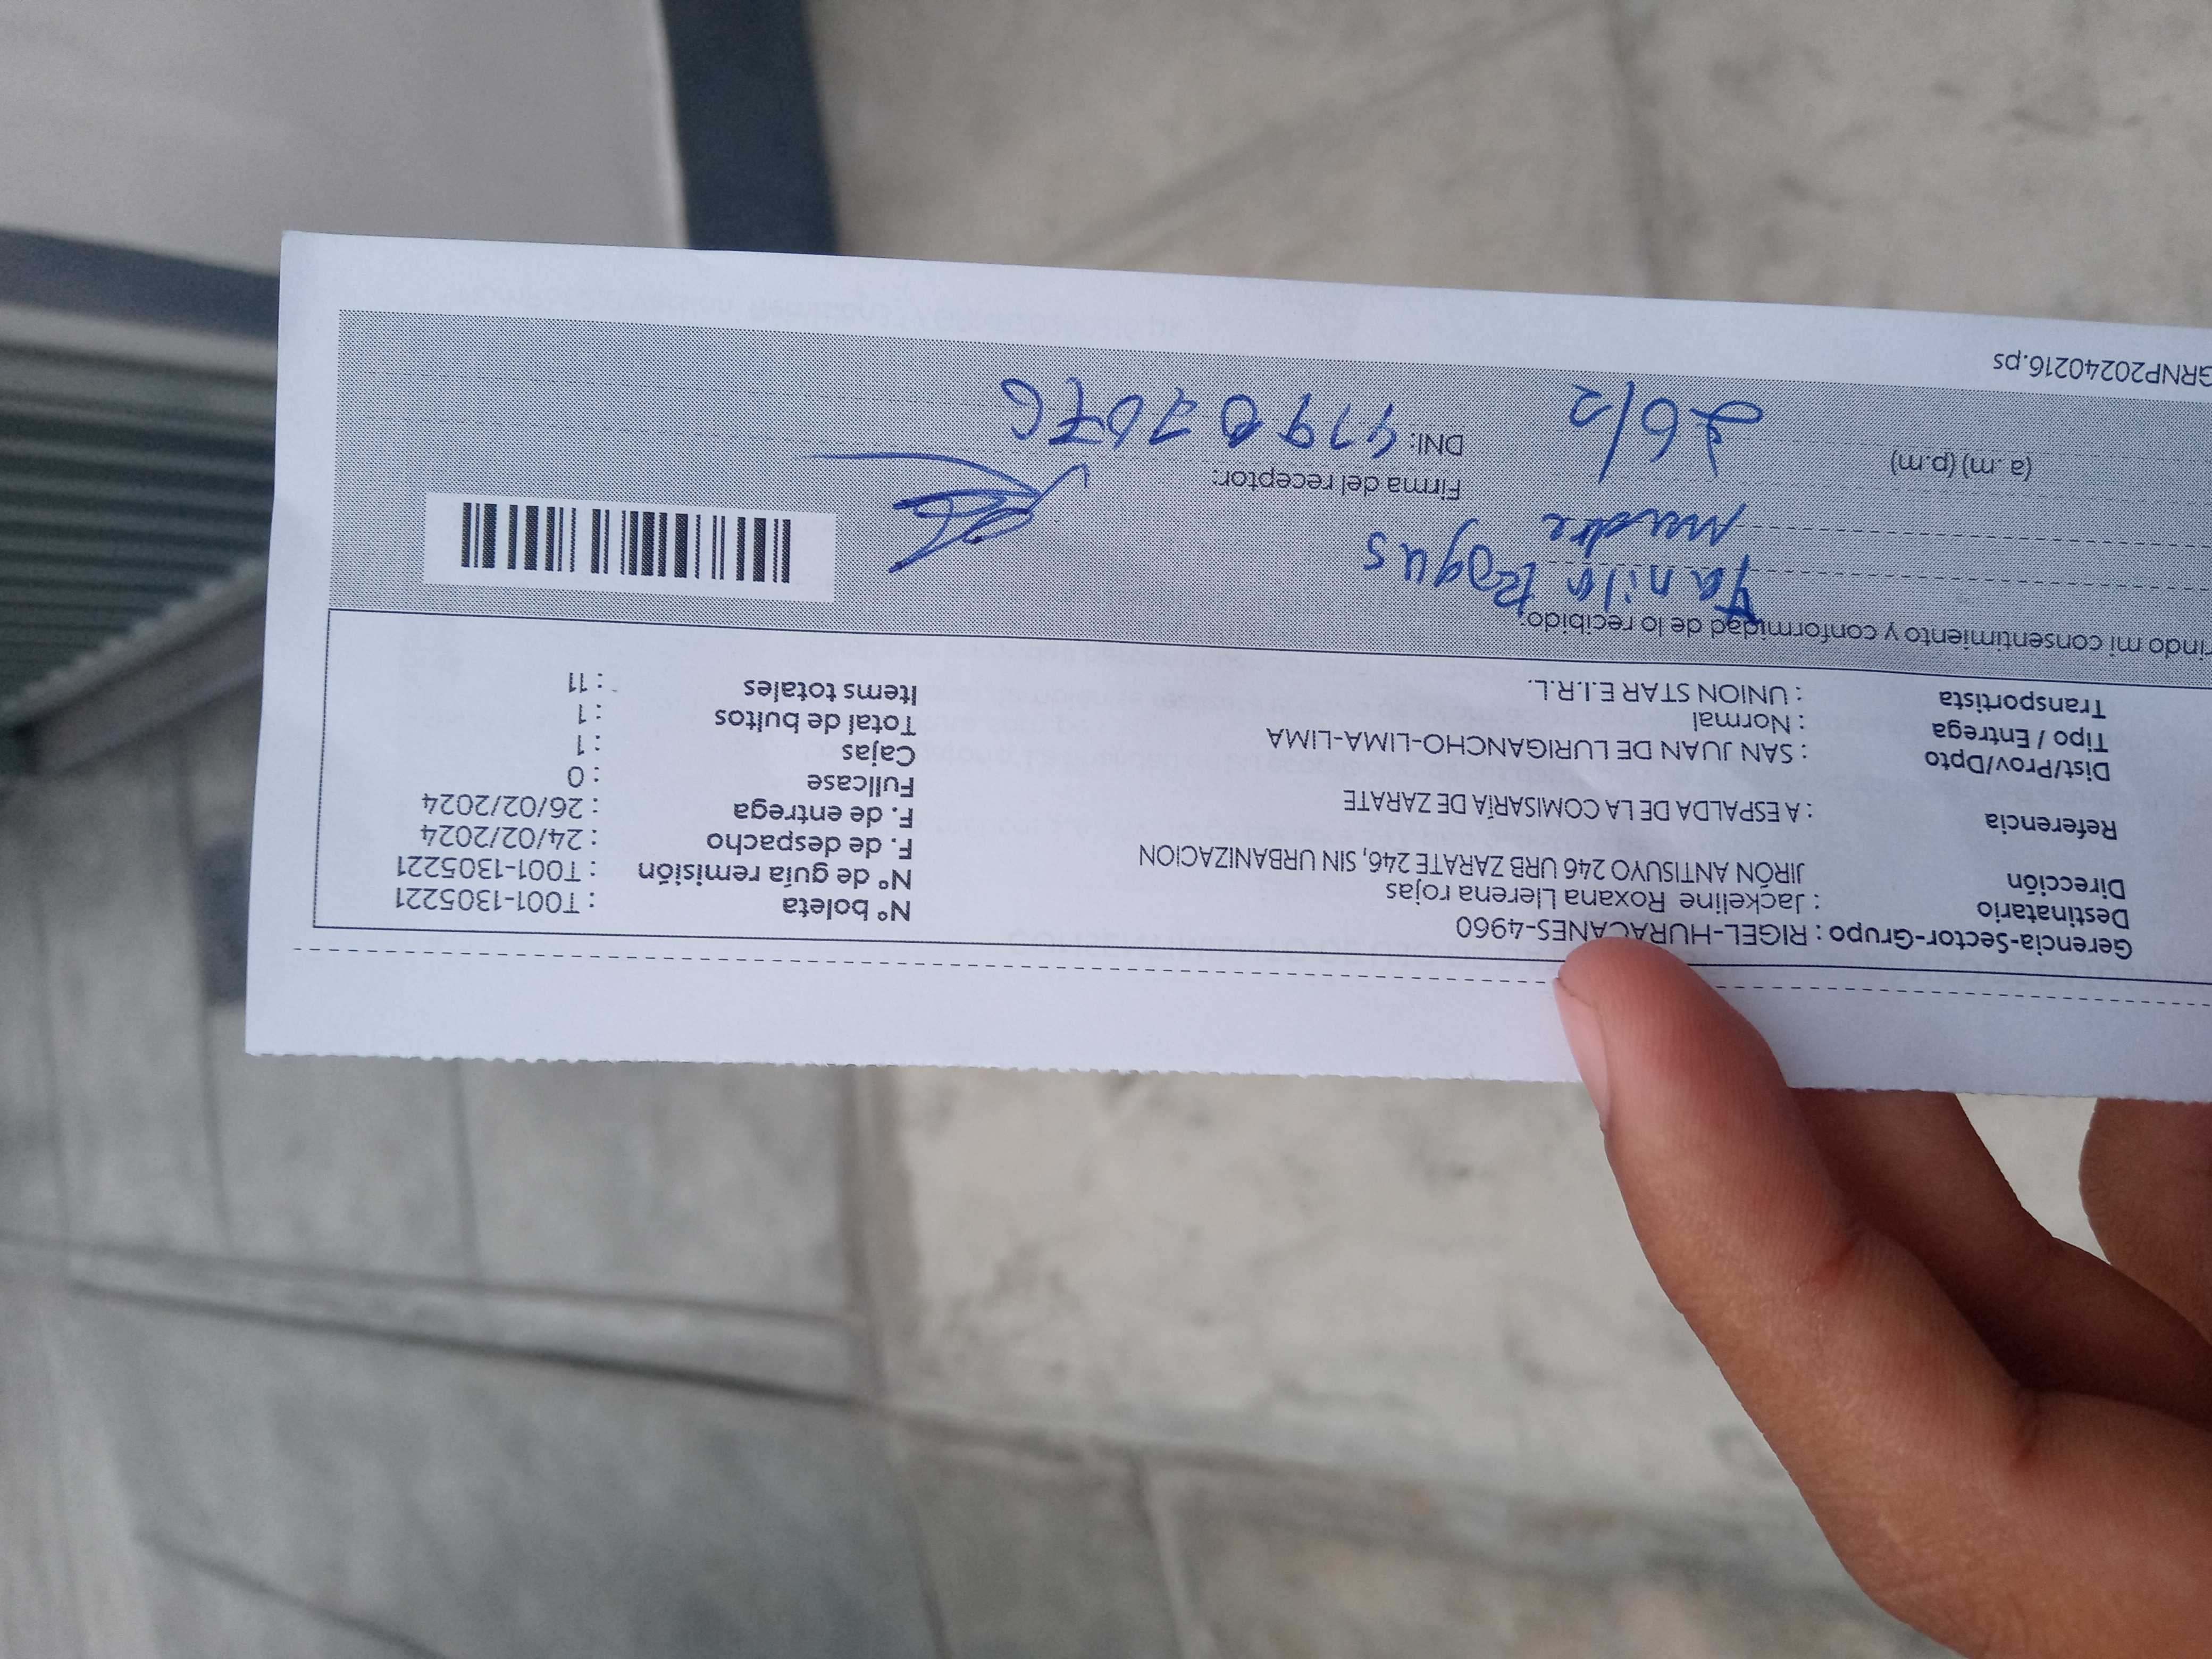 Gerencia-Sector-Grupo : RIGEL-HURACANES-4960
Destinatario : Jackeline Roxana Llerena rojas
Dirección JIRÓN ANTISUYO 246 URB ZARATE 246, SIN URBANIZACION
Referencia : A ESPALDA DE LA COMISARÍA DE ZARATE
Dist/Prov/Dpto : SAN JUAN DE LURIGANCHO-LIMA-LIMA
Tipo / Entrega : Normal
Transportista : UNION STAR E.I.R.L.
Nº boleta : T001-1305221
Nº de guía remisión : T001-1305221
F. de despacho : 24/02/2024
F. de entrega : 26/02/2024
Fullcase : 0
Cajas : 1
Total de bultos : 1
Items totales : 11
rindo mi consentimiento y conformidad de lo recibido:
madre
Firma del receptor:
(a .m) (p.m)
26/2
DNI:
GRNP20240216.ps